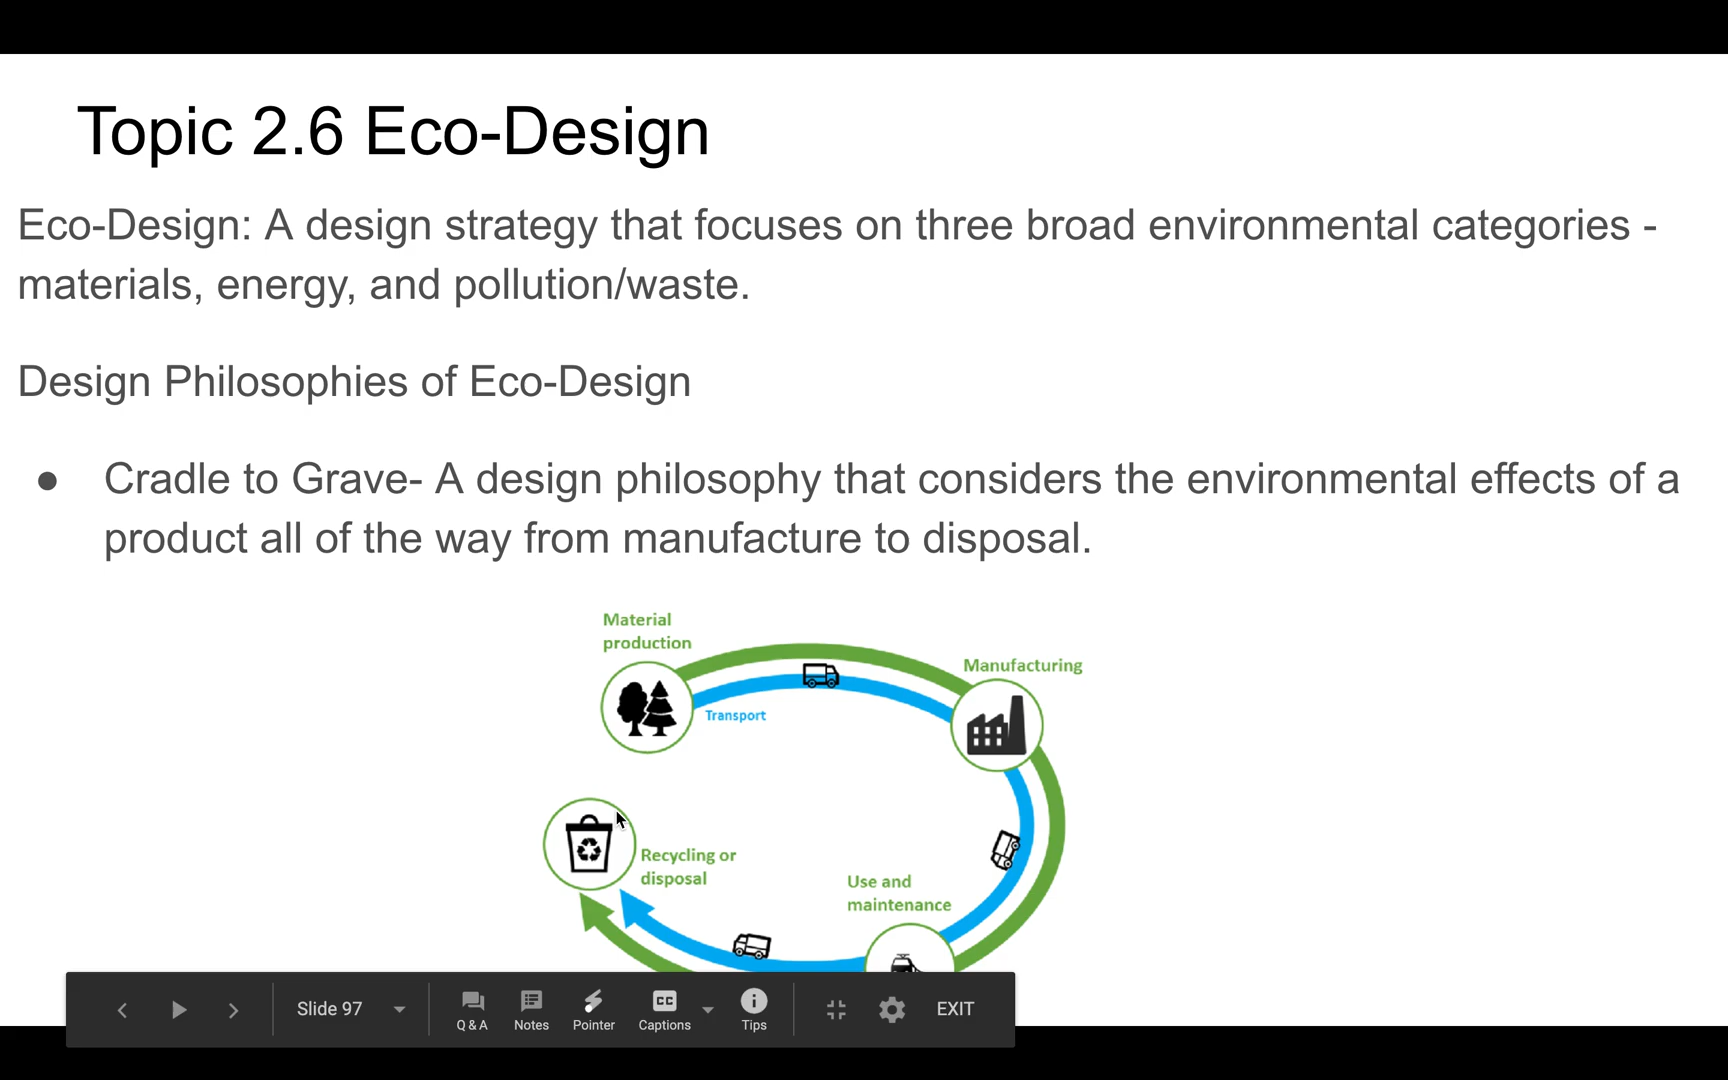 Topic 2.6 Eco-Design
Eco-Design: A design strategy that focuses on three broad environmental categories -
materials, energy, and pollution/waste.
Design Philosophies of Eco-Design
● Cradle to Grave- A design philosophy that considers the environmental effects of a
product all of the way from manufacture to disposal.
Material
production
Manufacturing
Transport
Recycling or
disposal
Use and
maintenance
Slide 97
Q & A
Notes
Pointer
CC
Captions
Tips
EXIT